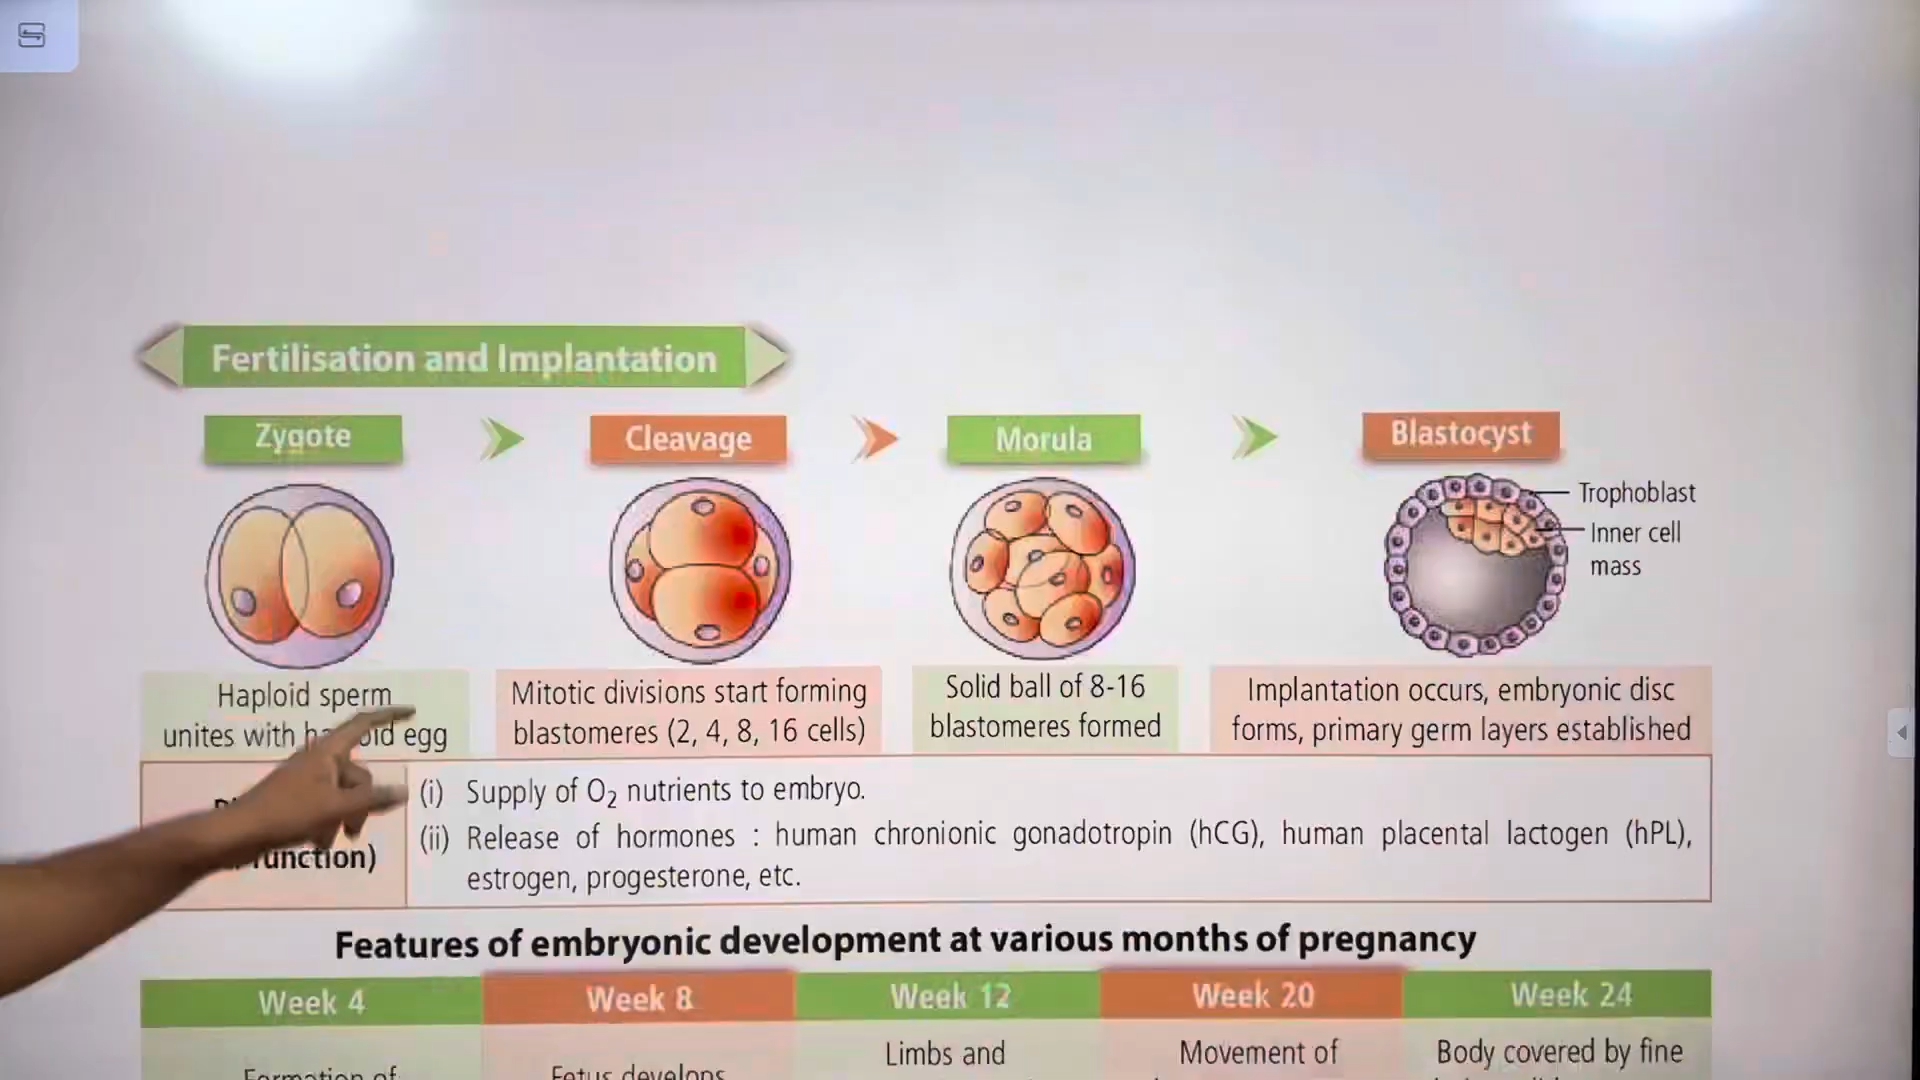 Fertilisation and Implantation
Zygote
Cleavage
Morula
Blastocyst
Trophoblast
Inner cell
mass
Haploid sperm
unites with egg
Mitotic divisions start forming
blastomeres (2, 4, 8, 16 cells)
Solid ball of 8-16
blastomeres formed
Implantation occurs, embryonic disc
forms, primary germ layers established
function)
(i) Supply of O₂ nutrients to embryo.
(ii) Release of hormones : human chronionic gonadotropin (hCG), human placental lactogen (hPL),
estrogen, progesterone, etc.
Features of embryonic development at various months of pregnancy
Week 4
Week 8
Week 12
Week 20
Week 24
Formation of
Fetus develops
Limbs and
Movement of
Body covered by fine